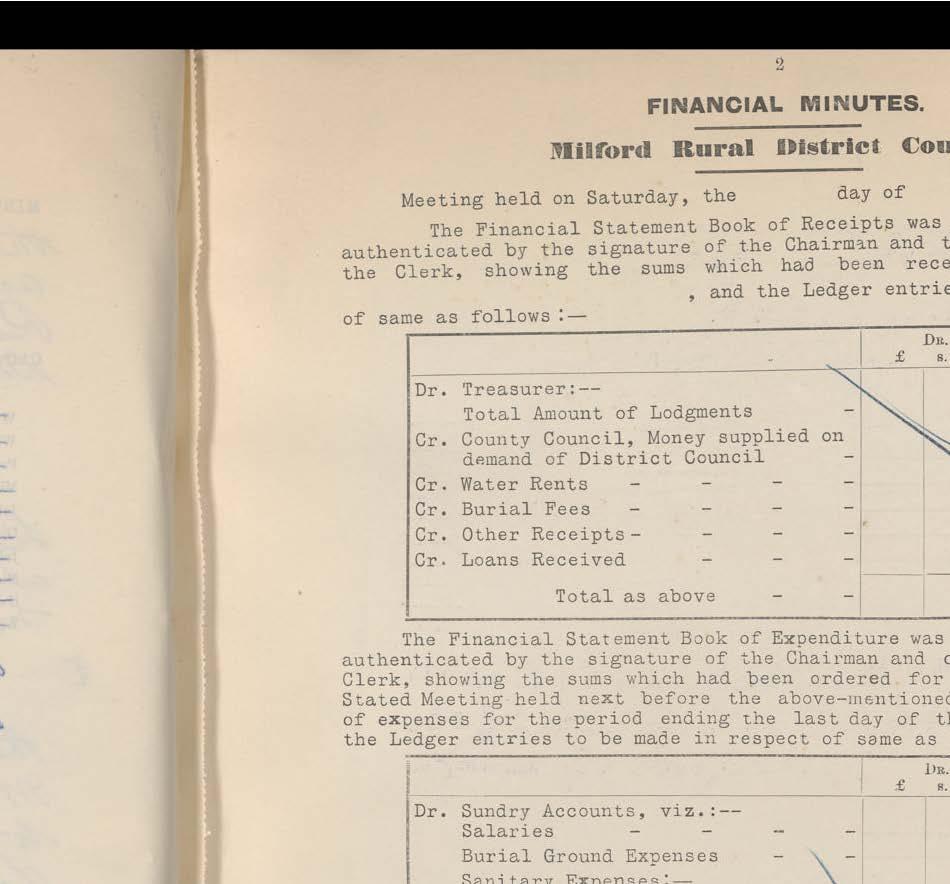 2
FINANCIAL MINUTES.
Milford Rural District Cou
Meeting held on Saturday, the day of
The Financial Statement Book of Receipts was
authenticated by the signature of the Chairman and t
the Clerk, showing the sums which had been rece
, and the Ledger entrie
of same as follows :—
DR.
£ s.
Dr. Treasurer:--
Total Amount of Lodgments -
Cr. County Council, Money supplied on
demand of District Council -
Cr. Water Rents - - - -
Cr. Burial Fees - - - -
Cr. Other Receipts - - - -
Cr. Loans Received - - -
Total as above - -
The Financial Statement Book of Expenditure was
authenticated by the signature of the Chairman and c
Clerk, showing the sums which had been ordered for
Stated Meeting held next before the above-mentioned
of expenses for the period ending the last day of th
the Ledger entries to be made in respect of same as
DR.
£ s.
Dr. Sundry Accounts, viz.:--
Salaries - - - -
Burial Ground Expenses - -
Sanitary Expenses:—